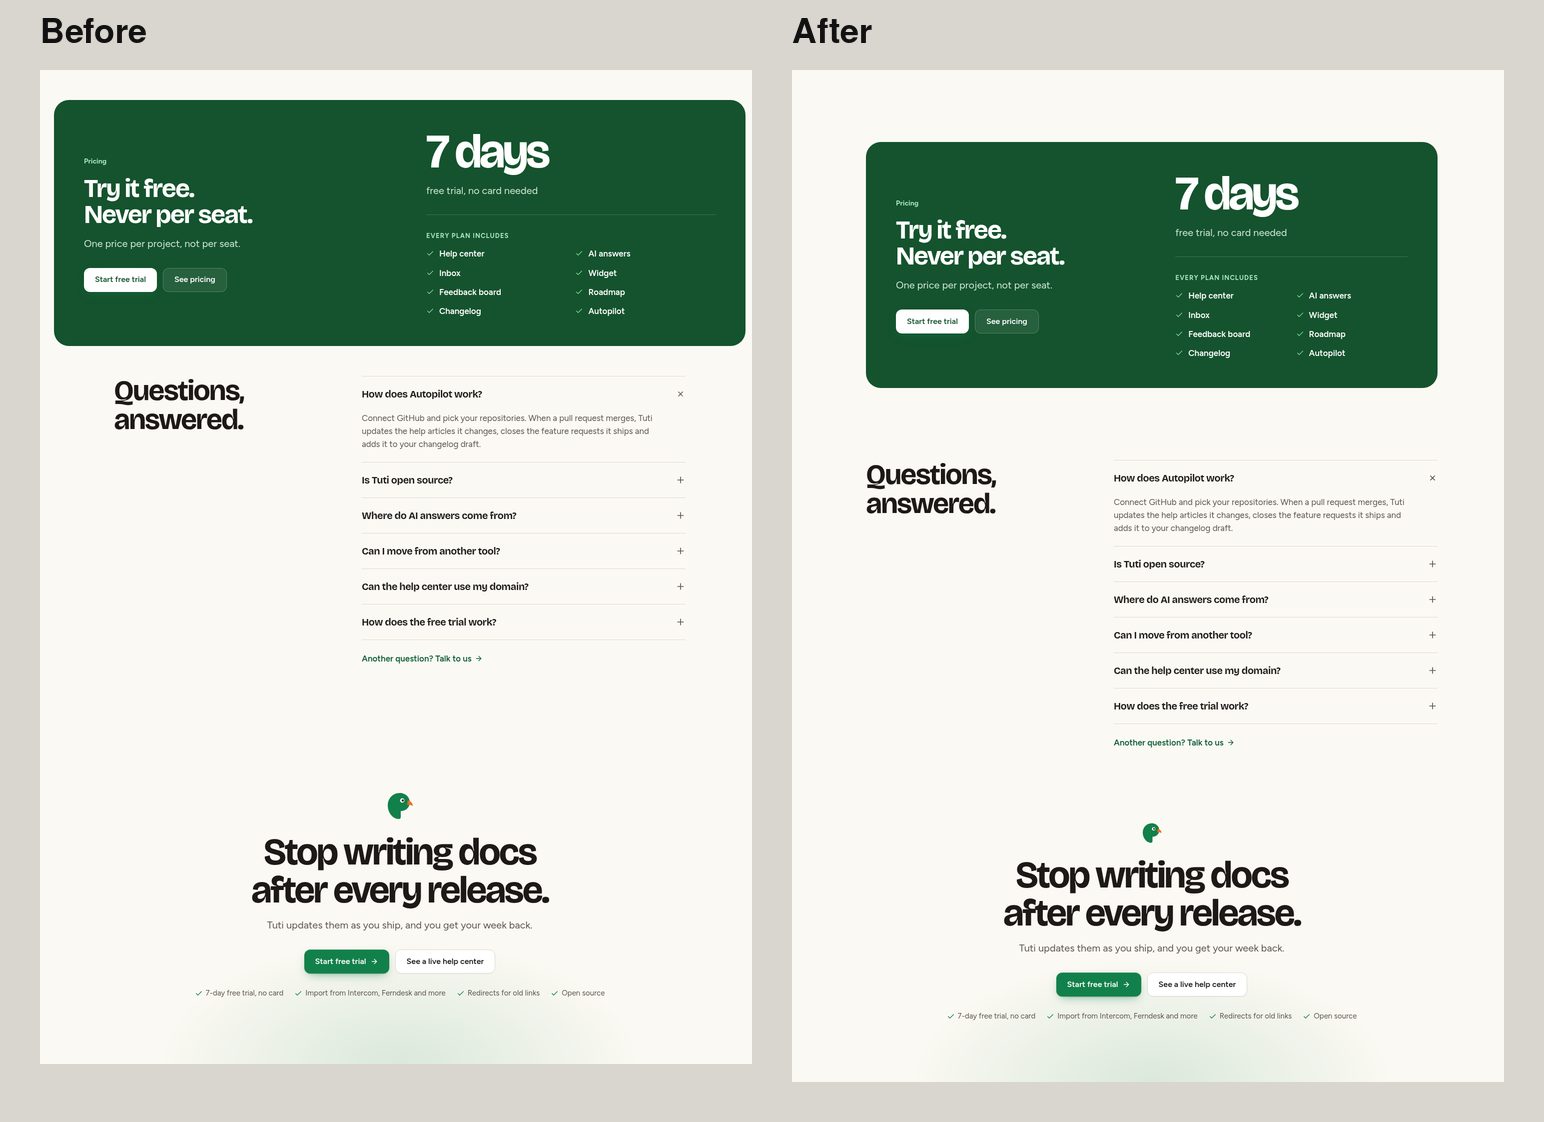 Before
Pricing
Try it free.
Never per seat.
One price per project, not per seat.
Start free trial
See pricing
7 days
free trial, no card needed
EVERY PLAN INCLUDES
Help center
AI answers
Inbox
Widget
Feedback board
Roadmap
Changelog
Autopilot
Questions,
answered.
How does Autopilot work?
Connect GitHub and pick your repositories. When a pull request merges, Tuti
updates the help articles it changes, closes the feature requests it ships and
adds it to your changelog draft.
Is Tuti open source?
Where do AI answers come from?
Can I move from another tool?
Can the help center use my domain?
How does the free trial work?
Another question? Talk to us →
Stop writing docs
after every release.
Tuti updates them as you ship, and you get your week back.
Start free trial →
See a live help center
7-day free trial, no card
Import from Intercom, Ferndesk and more
Redirects for old links
Open source
After
Pricing
Try it free.
Never per seat.
One price per project, not per seat.
Start free trial
See pricing
7 days
free trial, no card needed
EVERY PLAN INCLUDES
Help center
AI answers
Inbox
Widget
Feedback board
Roadmap
Changelog
Autopilot
Questions,
answered.
How does Autopilot work?
Connect GitHub and pick your repositories. When a pull request merges, Tuti
updates the help articles it changes, closes the feature requests it ships and
adds it to your changelog draft.
Is Tuti open source?
Where do AI answers come from?
Can I move from another tool?
Can the help center use my domain?
How does the free trial work?
Another question? Talk to us →
Stop writing docs
after every release.
Tuti updates them as you ship, and you get your week back.
Start free trial →
See a live help center
7-day free trial, no card
Import from Intercom, Ferndesk and more
Redirects for old links
Open source